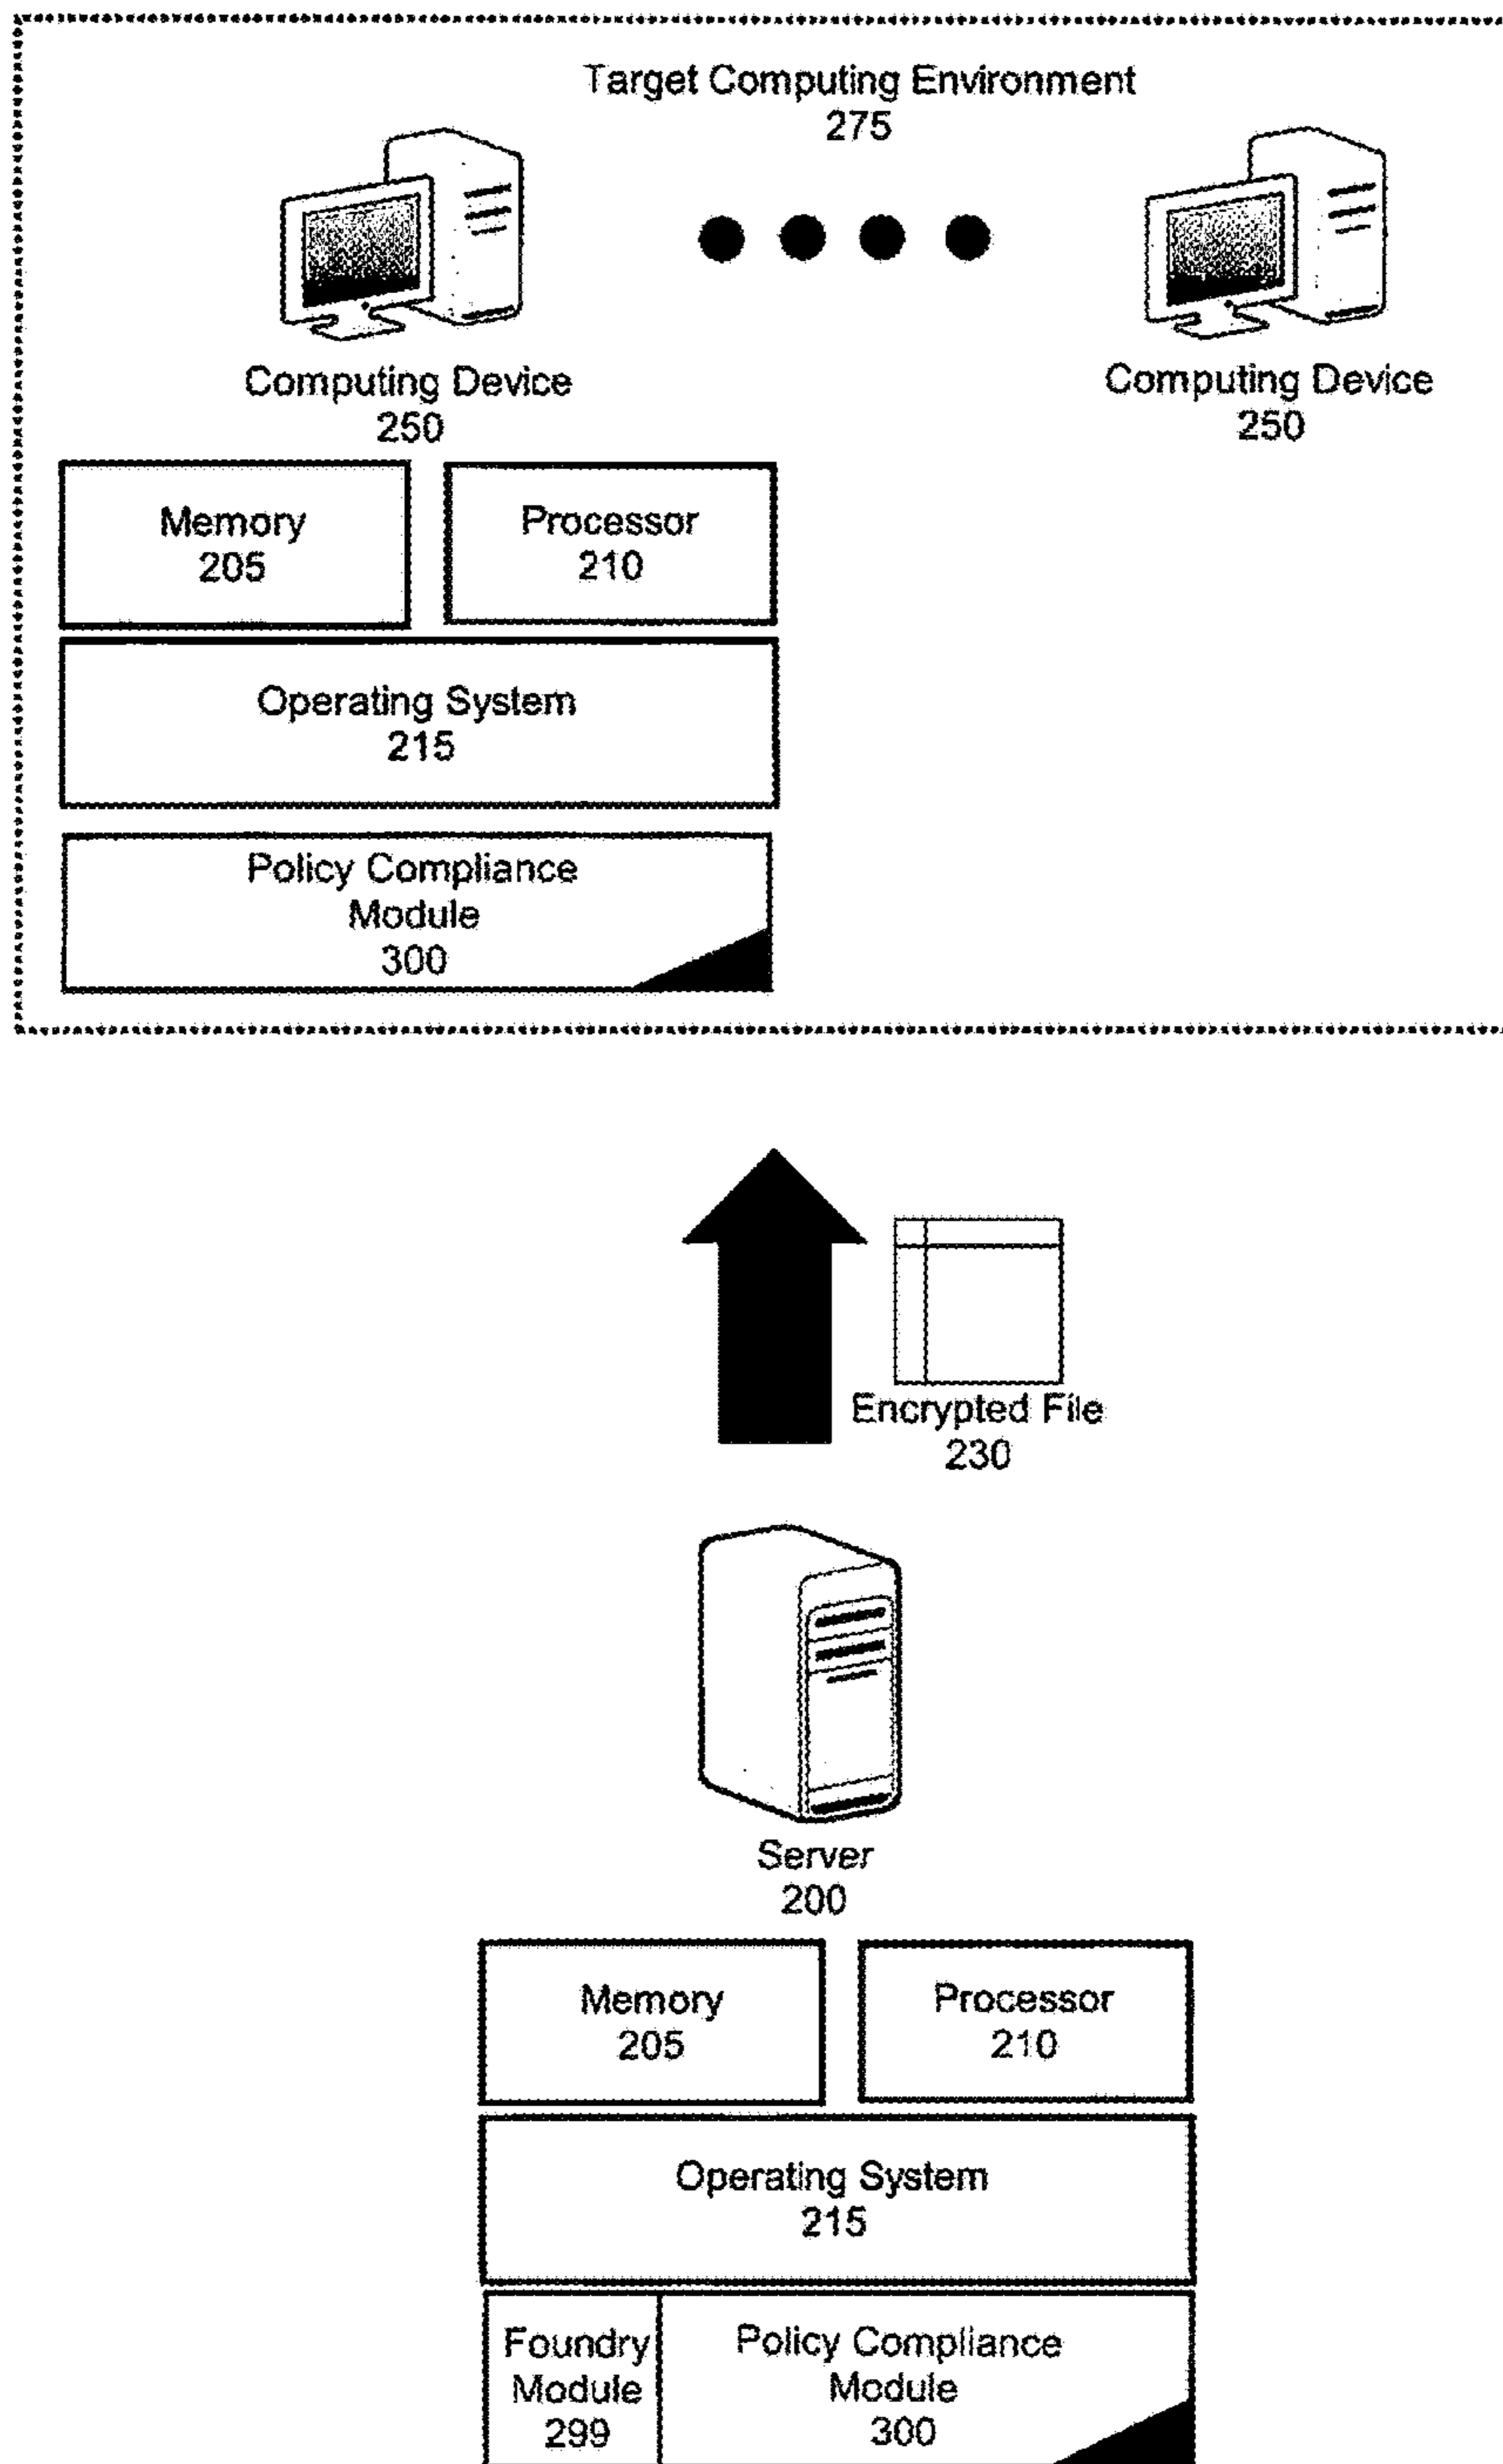 Target Computing Environment
275
Computing Device
250
Computing Device
250
Memory
205
Processor
210
Operating System
215
Policy Compliance
Module
300
Encrypted File
230
Server
200
Memory
205
Processor
210
Operating System
215
Foundry
Module
299
Policy Compliance
Module
300